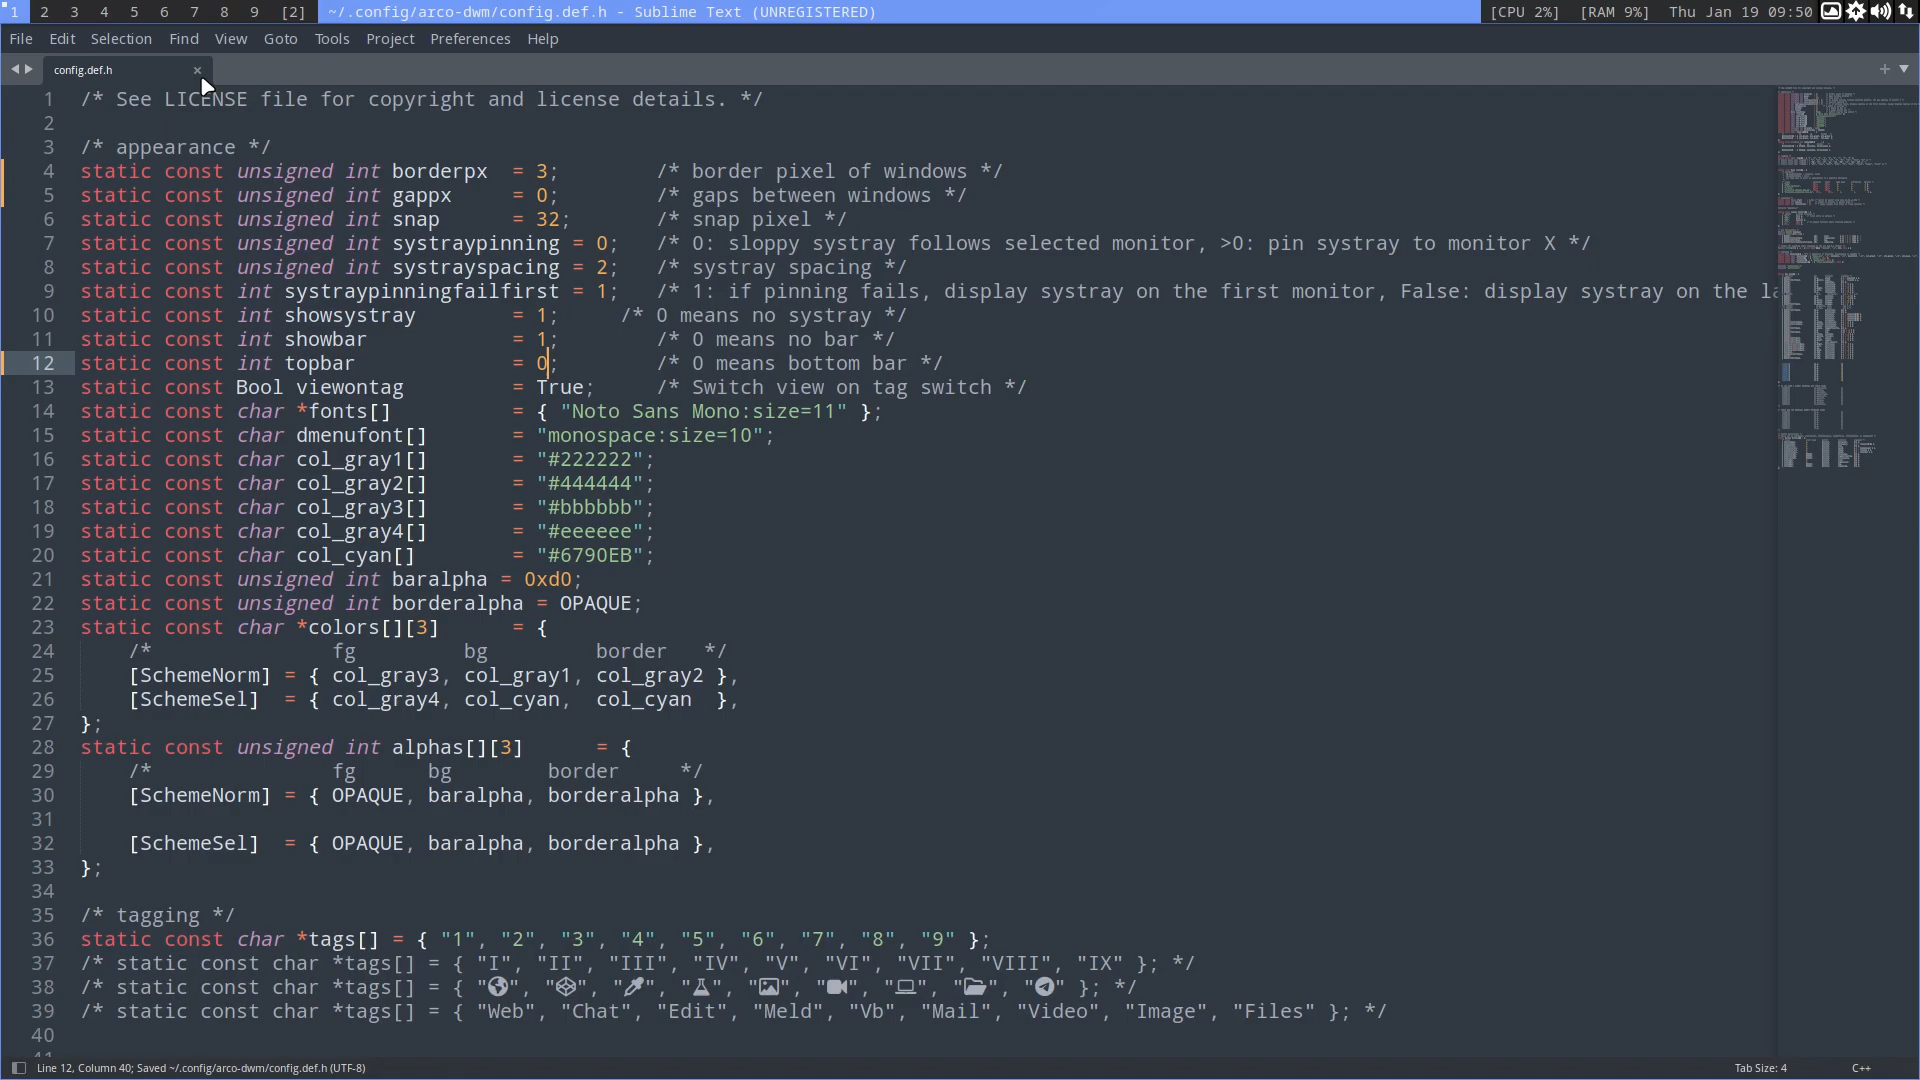 1 2 3 4 5 6 7 8 9 [2] ~/.config/arco-dwm/config.def.h - Sublime Text (UNREGISTERED) [CPU 2%] [RAM 9%] Thu Jan 19 09:50
File Edit Selection Find View Goto Tools Project Preferences Help
config.def.h
1 /* See LICENSE file for copyright and license details. */
2
3 /* appearance */
4 static const unsigned int borderpx  = 3;        /* border pixel of windows */
5 static const unsigned int gappx     = 0;        /* gaps between windows */
6 static const unsigned int snap      = 32;       /* snap pixel */
7 static const unsigned int systraypinning = 0;   /* 0: sloppy systray follows selected monitor, >0: pin systray to monitor X */
8 static const unsigned int systrayspacing = 2;   /* systray spacing */
9 static const int systraypinningfailfirst = 1;   /* 1: if pinning fails, display systray on the first monitor, False: display systray on the
10 static const int showsystray        = 1;     /* 0 means no systray */
11 static const int showbar            = 1;        /* 0 means no bar */
12 static const int topbar             = 0;        /* 0 means bottom bar */
13 static const Bool viewontag         = True;     /* Switch view on tag switch */
14 static const char *fonts[]          = { "Noto Sans Mono:size=11" };
15 static const char dmenufont[]       = "monospace:size=10";
16 static const char col_gray1[]       = "#222222";
17 static const char col_gray2[]       = "#444444";
18 static const char col_gray3[]       = "#bbbbbb";
19 static const char col_gray4[]       = "#eeeeee";
20 static const char col_cyan[]        = "#6790EB";
21 static const unsigned int baralpha = 0xd0;
22 static const unsigned int borderalpha = OPAQUE;
23 static const char *colors[][3]      = {
24     /*               fg         bg         border   */
25     [SchemeNorm] = { col_gray3, col_gray1, col_gray2 },
26     [SchemeSel]  = { col_gray4, col_cyan,  col_cyan  },
27 };
28 static const unsigned int alphas[][3]      = {
29     /*               fg      bg        border     */
30     [SchemeNorm] = { OPAQUE, baralpha, borderalpha },
31
32     [SchemeSel]  = { OPAQUE, baralpha, borderalpha },
33 };
34
35 /* tagging */
36 static const char *tags[] = { "1", "2", "3", "4", "5", "6", "7", "8", "9" };
37 /* static const char *tags[] = { "I", "II", "III", "IV", "V", "VI", "VII", "VIII", "IX" }; */
38 /* static const char *tags[] = { "", "", "", "", "", "", "", "", "" }; */
39 /* static const char *tags[] = { "Web", "Chat", "Edit", "Meld", "Vb", "Mail", "Video", "Image", "Files" }; */
40
Line 12, Column 40; Saved ~/.config/arco-dwm/config.def.h (UTF-8) Tab Size: 4 C++